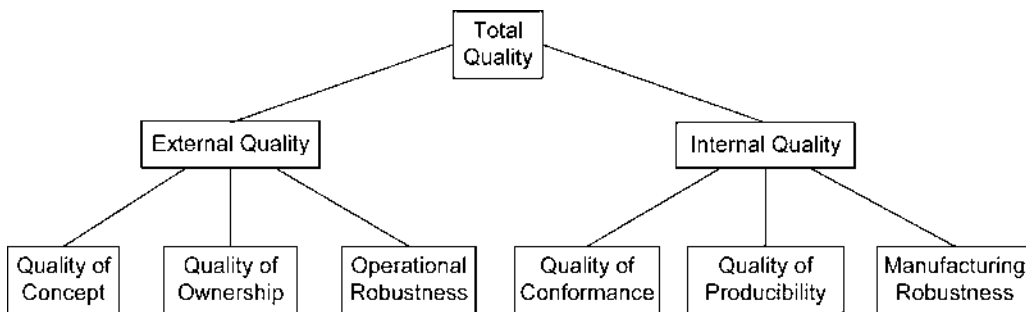 Total
Quality
External Quality
Internal Quality
Quality of
Concept
Quality of
Ownership
Operational
Robustness
Quality of
Conformance
Quality of
Producibility
Manufacturing
Robustness